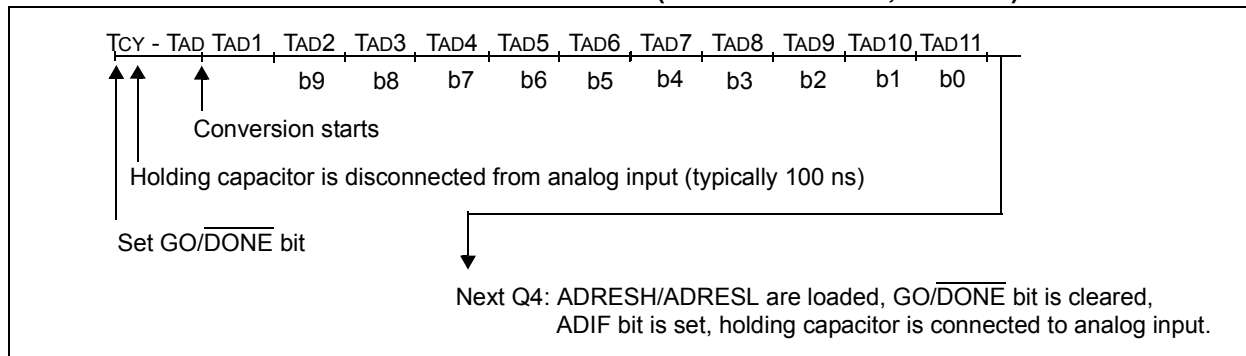 TCY - TAD TAD1 TAD2 TAD3 TAD4 TAD5 TAD6 TAD7 TAD8 TAD9 TAD10 TAD11
b9 b8 b7 b6 b5 b4 b3 b2 b1 b0
Conversion starts
Holding capacitor is disconnected from analog input (typically 100 ns)
Set GO/DONE bit
Next Q4: ADRESH/ADRESL are loaded, GO/DONE bit is cleared,
ADIF bit is set, holding capacitor is connected to analog input.